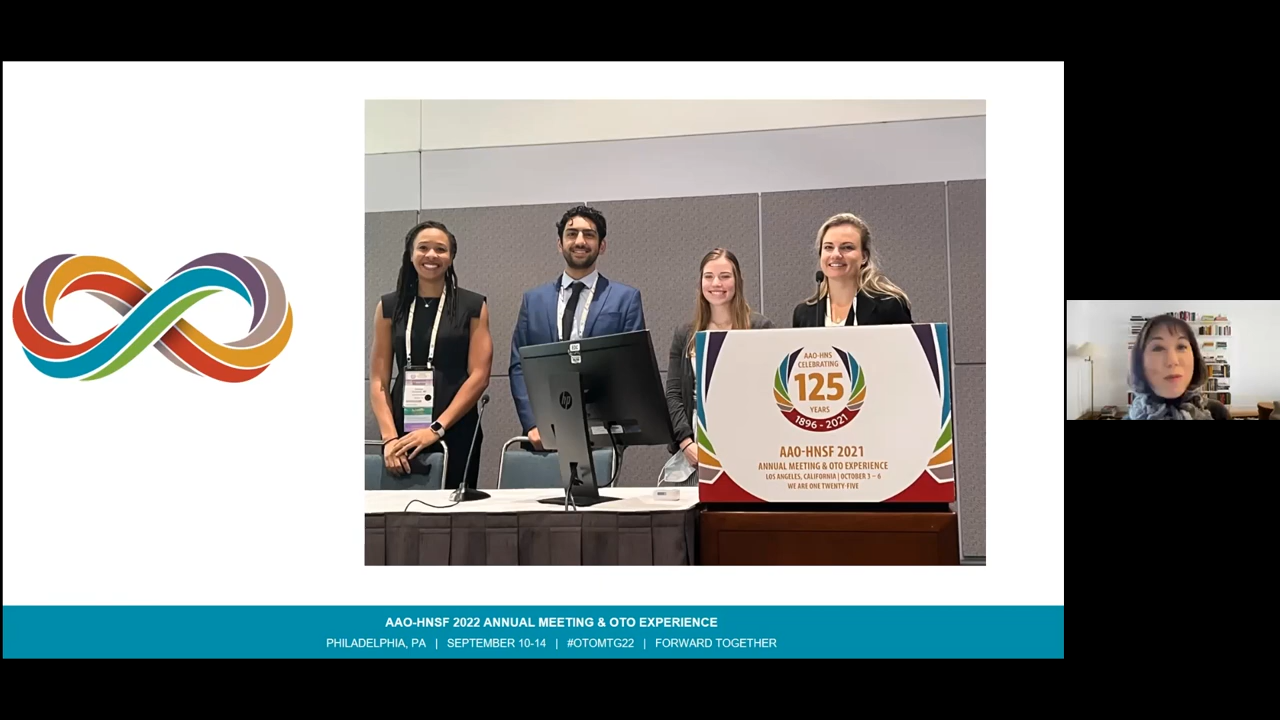 hp
AAO-HNS
CELEBRATING
125
YEARS
1896 - 2021
AAO-HNSF 2021
ANNUAL MEETING & OTO EXPERIENCE
LOS ANGELES, CALIFORNIA | OCTOBER 3 – 6
WE ARE ONE TWENTY-FIVE
AAO-HNSF 2022 ANNUAL MEETING & OTO EXPERIENCE
PHILADELPHIA, PA | SEPTEMBER 10-14 | #OTOMTG22 | FORWARD TOGETHER